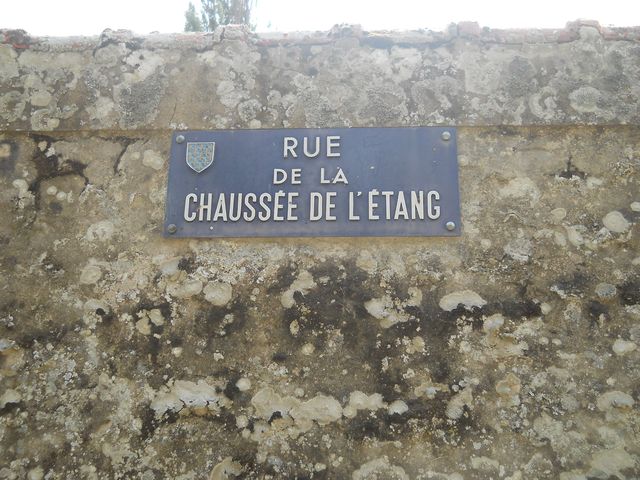 RUE
DE LA
CHAUSSÉE DE L'ÉTANG